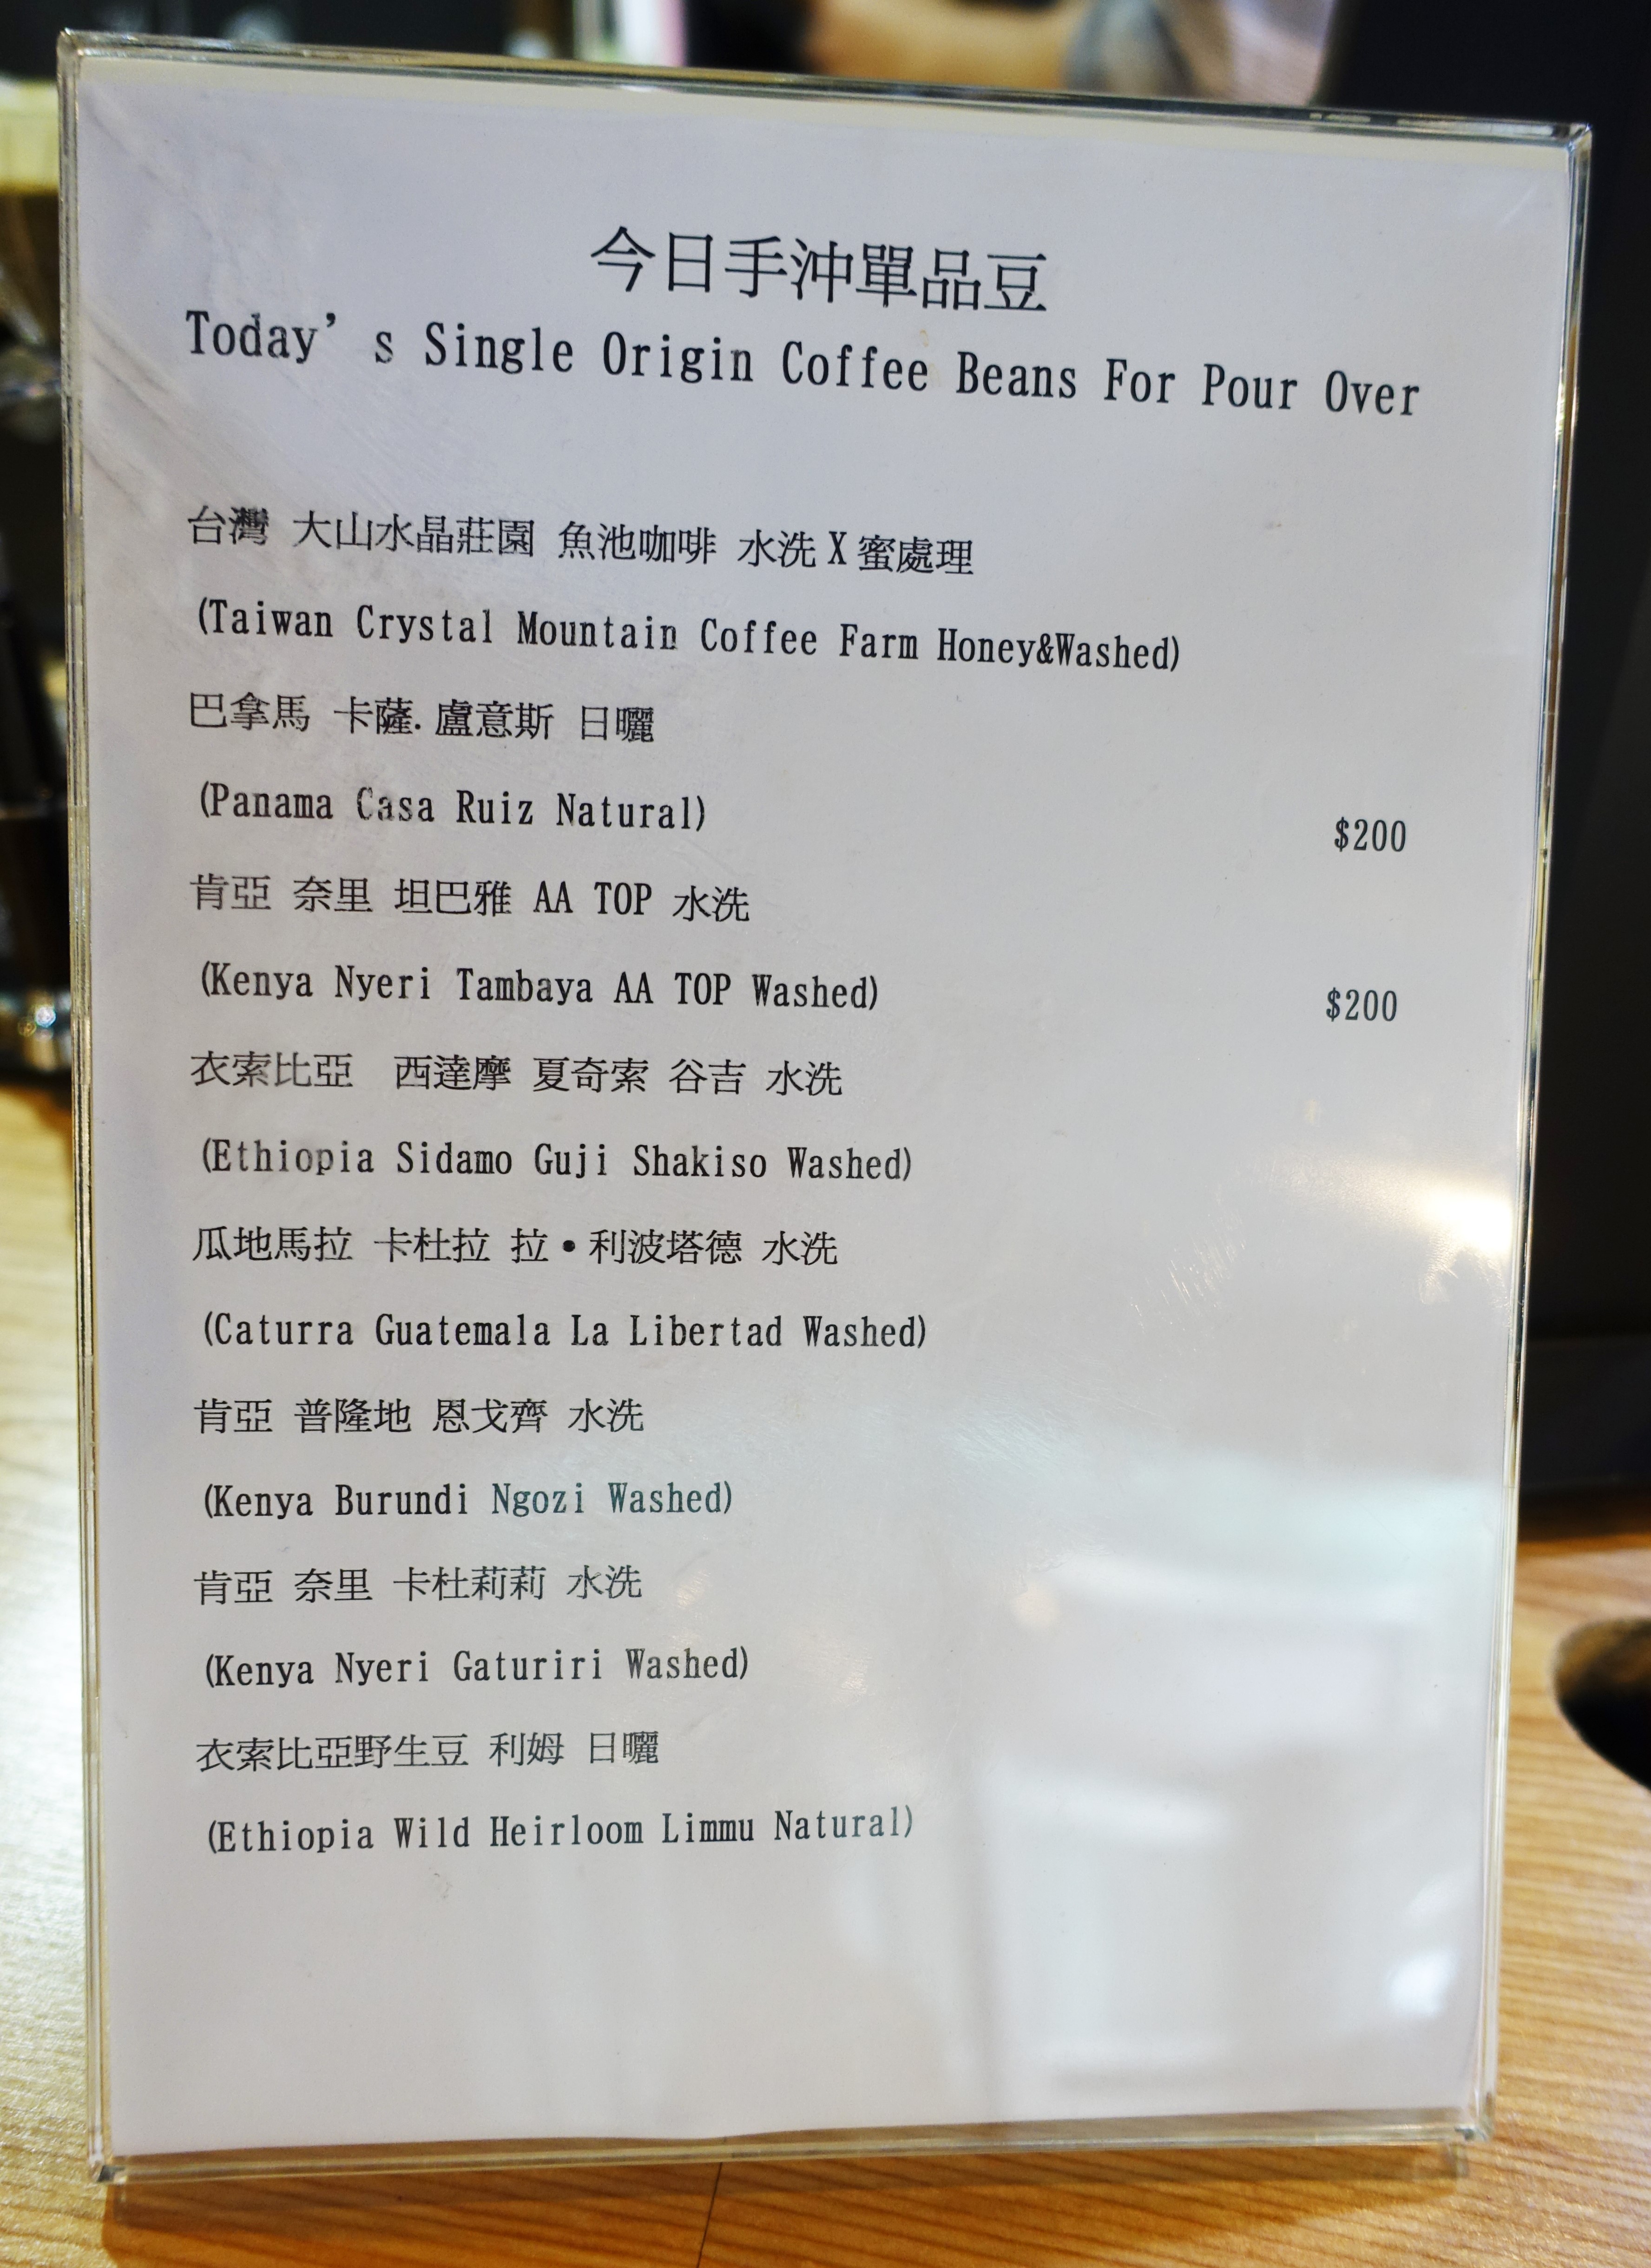 今日手沖單品豆
Today's Single Origin Coffee Beans For Pour Over
台灣 大山水晶莊園 魚池咖啡 水洗X蜜處理
(Taiwan Crystal Mountain Coffee Farm Honey&Washed)
巴拿馬 卡薩.盧意斯 日曬
(Panama Casa Ruiz Natural) $200
肯亞 奈里 坦巴雅 AA TOP 水洗
(Kenya Nyeri Tambaya AA TOP Washed) $200
衣索比亞 西達摩 夏奇索 谷吉 水洗
(Ethiopia Sidamo Guji Shakiso Washed)
瓜地馬拉 卡杜拉 拉•利波塔德 水洗
(Caturra Guatemala La Libertad Washed)
肯亞 普隆地 恩戈齊 水洗
(Kenya Burundi Ngozi Washed)
肯亞 奈里 卡杜莉莉 水洗
(Kenya Nyeri Gaturiri Washed)
衣索比亞野生豆 利姆 日曬
(Ethiopia Wild Heirloom Limmu Natural)